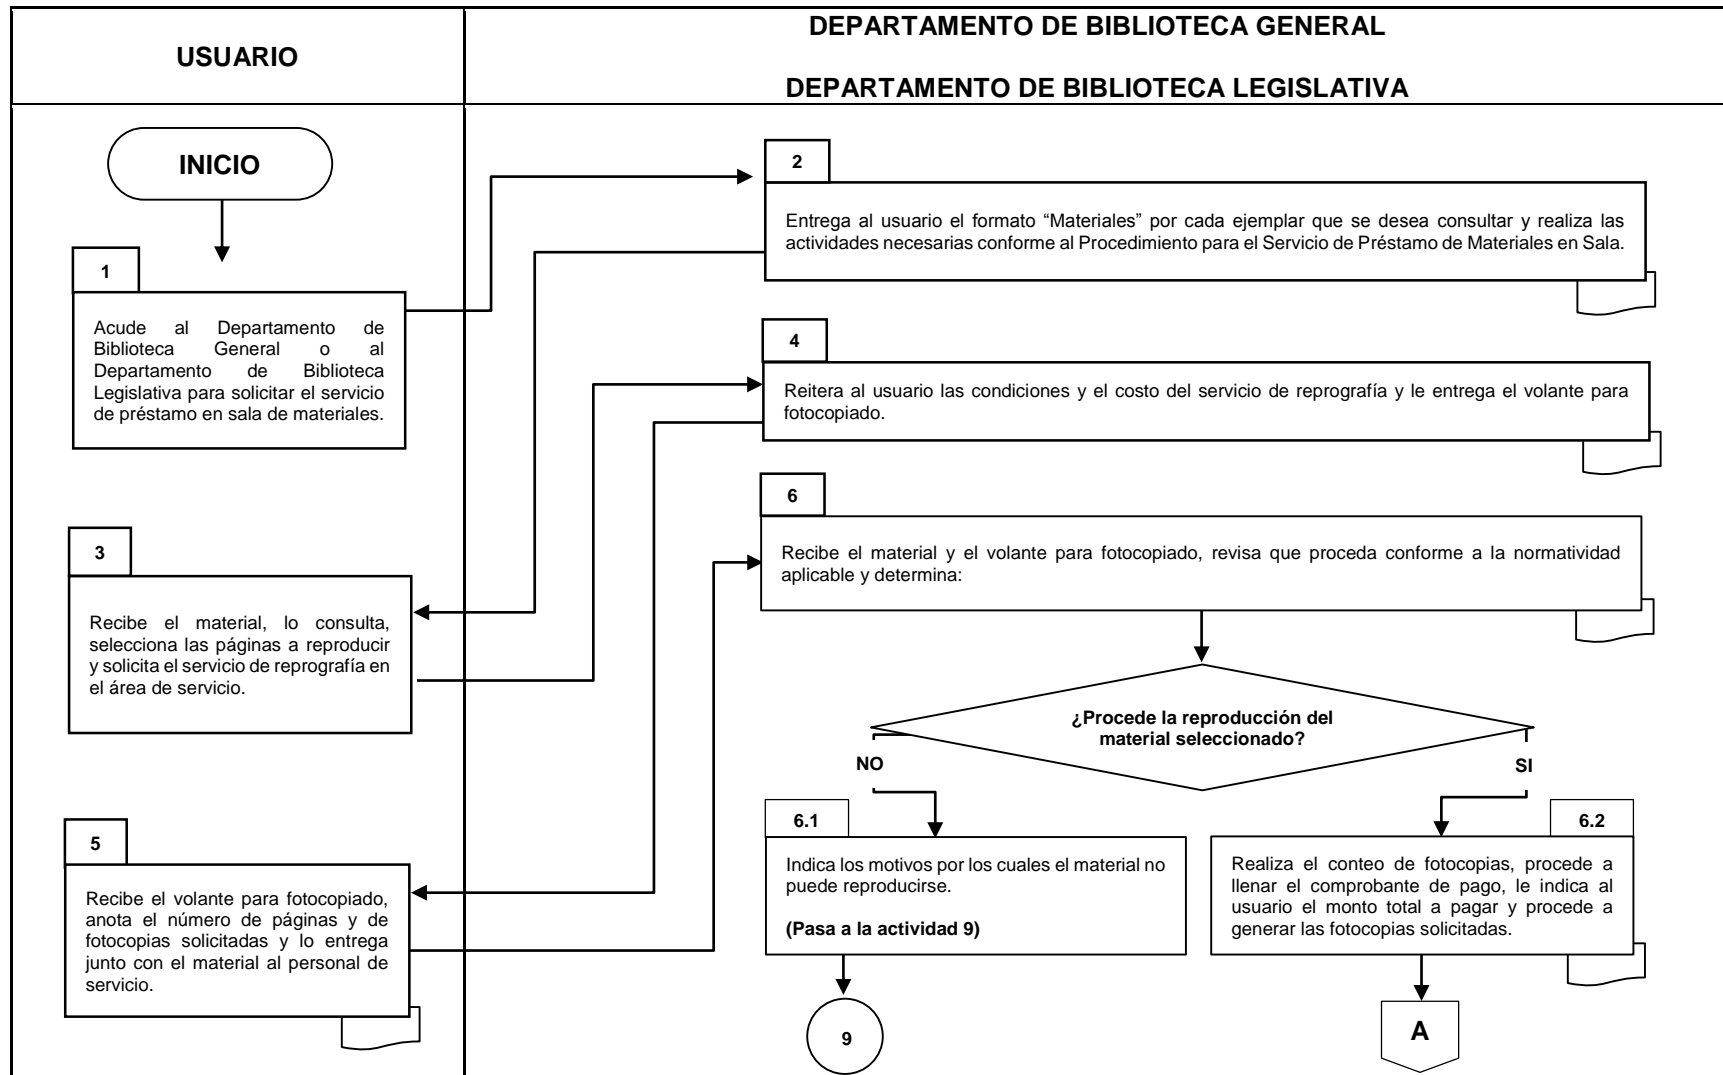 USUARIO
DEPARTAMENTO DE BIBLIOTECA GENERAL
DEPARTAMENTO DE BIBLIOTECA LEGISLATIVA
INICIO
1
Acude al Departamento de
Biblioteca General o al
Departamento de Biblioteca
Legislativa para solicitar el servicio
de préstamo en sala de materiales.
2
Entrega al usuario el formato “Materiales” por cada ejemplar que se desea consultar y realiza las
actividades necesarias conforme al Procedimiento para el Servicio de Préstamo de Materiales en Sala.
3
Recibe el material, lo consulta,
selecciona las páginas a reproducir
y solicita el servicio de reprografía en
el área de servicio.
4
Reitera al usuario las condiciones y el costo del servicio de reprografía y le entrega el volante para
fotocopiado.
5
Recibe el volante para fotocopiado,
anota el número de páginas y de
fotocopias solicitadas y lo entrega
junto con el material al personal de
servicio.
6
Recibe el material y el volante para fotocopiado, revisa que proceda conforme a la normatividad
aplicable y determina:
¿Procede la reproducción del
material seleccionado?
NO
SI
6.1
Indica los motivos por los cuales el material no
puede reproducirse.
(Pasa a la actividad 9)
9
6.2
Realiza el conteo de fotocopias, procede a
llenar el comprobante de pago, le indica al
usuario el monto total a pagar y procede a
generar las fotocopias solicitadas.
A